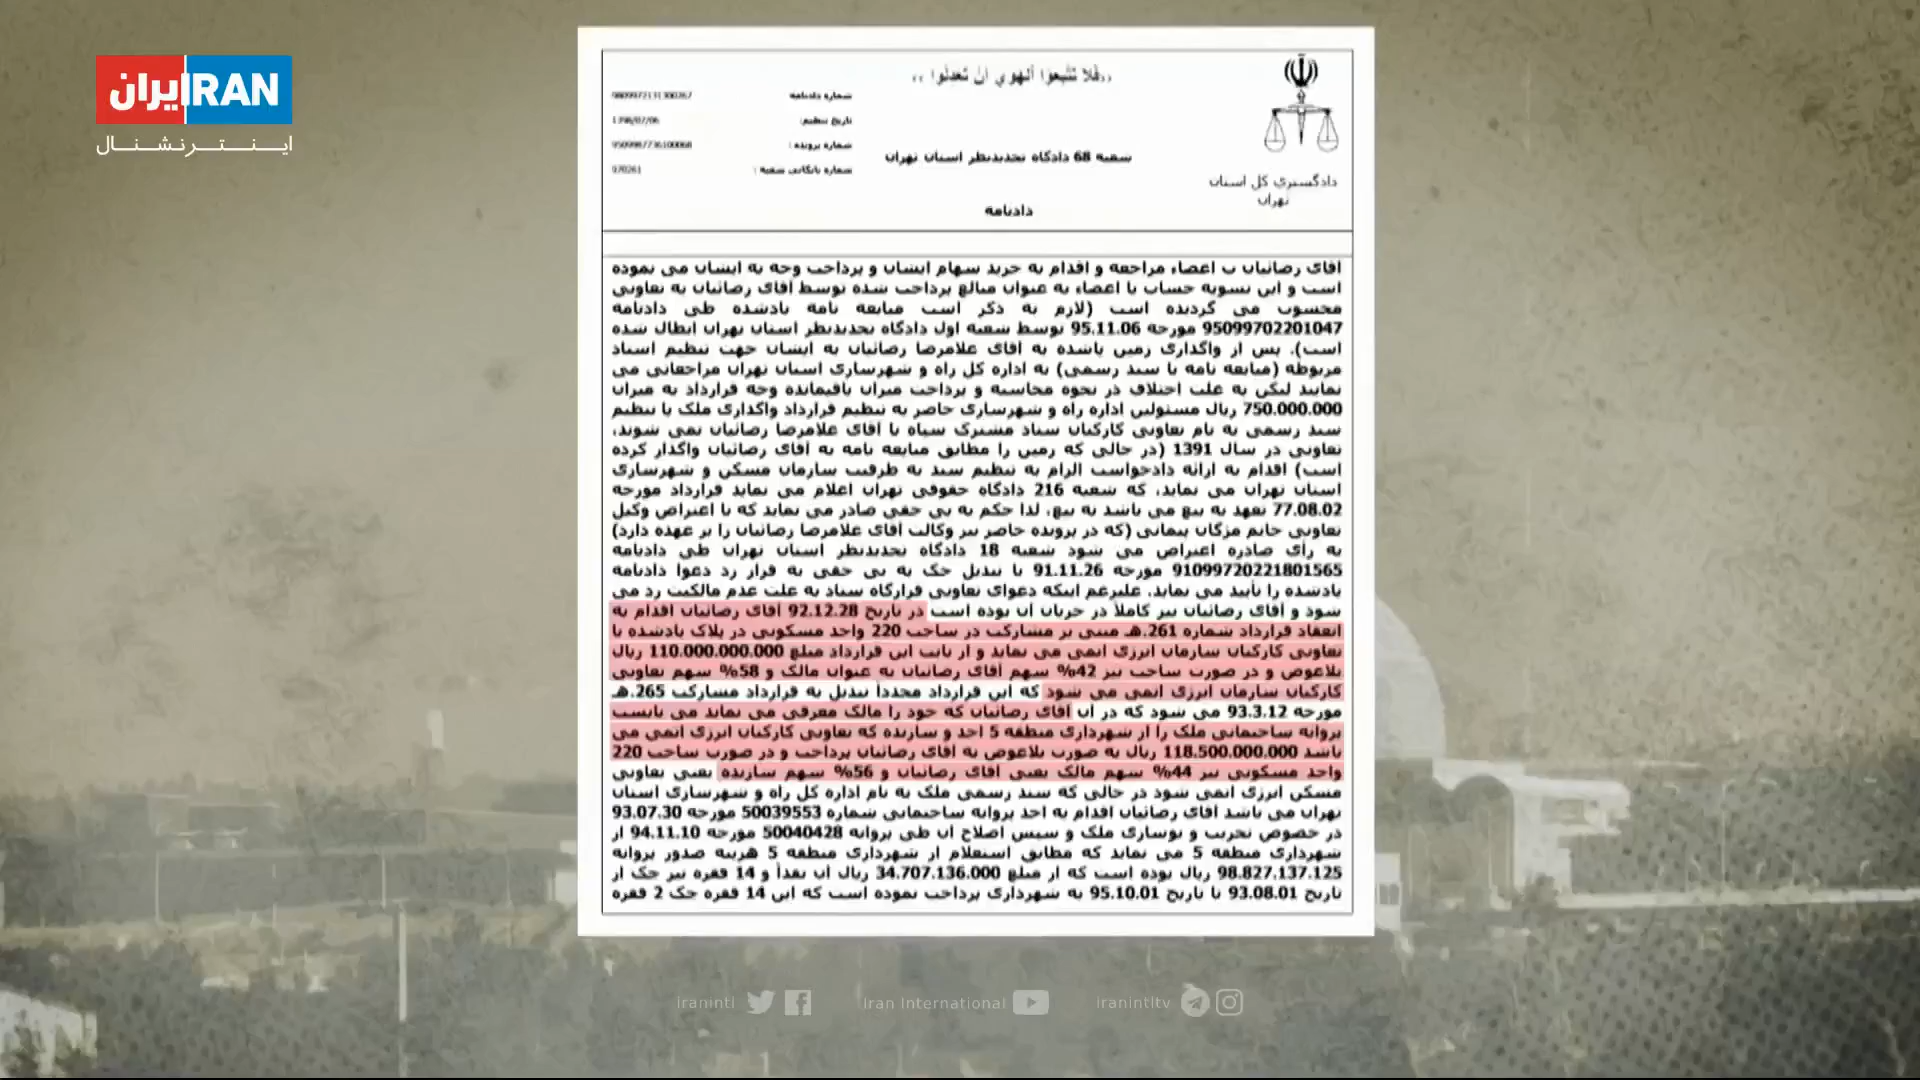 ایران IRAN
اینترنشنال
،،فَلا تَتَّبِعوُا اَلهَوي اَنْ تَعدِلُوا ،،
شماره دادنامه: 9809972131300267
تاریخ تنظیم: 1398/02/06
شماره پرونده: 9509987736100068
شماره بایگانی شعبه: 970261
شعبه 68 دادگاه تجدیدنظر استان تهران
دادگستری کل استان
تهران
دادنامه
آقای رضائیان ب اعضاء مراجعه و اقدام به خرید سهام ایشان و پرداخت وجه به ایشان می نموده
است و این تسویه حساب با اعضاء به عنوان مبالغ پرداخت شده توسط آقای رضائیان به تعاونی
محسوب می گردیده است (لازم به ذکر است مبایعه نامه یادشده طی دادنامه
95099702201047 مورخه 95.11.06 توسط شعبه اول دادگاه تجدیدنظر استان تهران ابطال شده
است). پس از واگذاری زمین یاشده به آقای غلامرضا رضائیان به ایشان جهت تنظیم اسناد
مربوطه (مبایعه نامه یا سند رسمی) به اداره کل راه و شهرسازی استان تهران مراجعاتی می
نمایند لیکن به علت اختلاف در نحوه محاسبه و پرداخت میزان باقیمانده وجه قرارداد به میزان
750.000.000 ریال مسئولین اداره راه و شهرسازی حاضر به تنظیم قرارداد واگذاری ملک یا تنظیم
سند رسمی به نام تعاونی کارکنان ستاد مشترک سپاه یا آقای غلامرضا رضائیان نمی شوند،
تعاونی در سال 1391 (در حالی که زمین را مطابق مبایعه نامه به آقای رضائیان واگذار کرده
است) اقدام به ارائه دادخواست الزام به تنظیم سند به طرفیت سازمان مسکن و شهرسازی
استان تهران می نماید، که شعبه 216 دادگاه حقوقی تهران اعلام می نماید قرارداد مورخه
77.08.02 تعهد به بیع می باشد نه بیع، لذا حکم به بی حقی صادر می نماید که با اعتراض وکیل
تعاونی خانم مژگان پیمانی (که در پرونده حاضر نیز وکالت آقای غلامرضا رضائیان را بر عهده دارد)
به رأی صادره اعتراض می شود شعبه 18 دادگاه تجدیدنظر استان تهران طی دادنامه
9109972022180­1565 مورخه 91.11.26 با تبدیل حک به بی حقی به قرار رد دعوا دادنامه
یادشده را تأیید می نماید. علیرغم اینکه دعوای تعاونی قرارگاه ستاد به علت عدم مالکیت رد می
شود و آقای رضائیان نیز کاملاً در جریان آن بوده است در تاریخ 92.12.28 آقای رضائیان اقدام به
انعقاد قرارداد شماره 261.هـ مبنی بر مشارکت در ساخت 220 واحد مسکونی در پلاک یادشده با
تعاونی کارکنان سازمان انرژی اتمی می نماید و از بابت این قرارداد مبلغ 110.000.000.000 ریال
بلاعوض و در صورت ساخت نیز 42% سهم آقای رضائیان به عنوان مالک و 58% سهم تعاونی
کارکنان سازمان انرژی اتمی می شود که این قرارداد مجدداً تبدیل به قرارداد مشارکت 265.هـ
مورخه 93.3.12 می شود که در آن آقای رضائیان که خود را مالک معرفی می نماید می بایست
پروانه ساختمانی ملک را از شهرداری منطقه 5 اخذ و سازنده که تعاونی کارکنان انرژی اتمی می
باشد 118.500.000.000 ریال به صورت بلاعوض به آقای رضائیان پرداخت و در صورت ساخت 220
واحد مسکونی نیز 44% سهم مالک یعنی آقای رضائیان و 56% سهم سازنده یعنی تعاونی
مسکن انرژی اتمی شود در حالی که سند رسمی ملک به نام اداره کل راه و شهرسازی استان
تهران می باشد آقای رضائیان اقدام به اخذ پروانه ساختمانی شماره 50039553 مورخه 93.07.30
در خصوص تخریب و نوسازی ملک و سپس اصلاح آن طی پروانه 50040428 مورخه 94.11.10 از
شهرداری منطقه 5 می نماید که مطابق استعلام از شهرداری منطقه 5 هزینه صدور پروانه
98.827.137.125 ریال بوده است که از مبلغ 34.707.136.000 ریال آن نقداً و 14 فقره نیز چک از
تاریخ 93.08.01 تا تاریخ 95.10.01 به شهرداری پرداخت نموده است که این 14 فقره چک 2 فقره
iranintl
Iran International
iranintltv